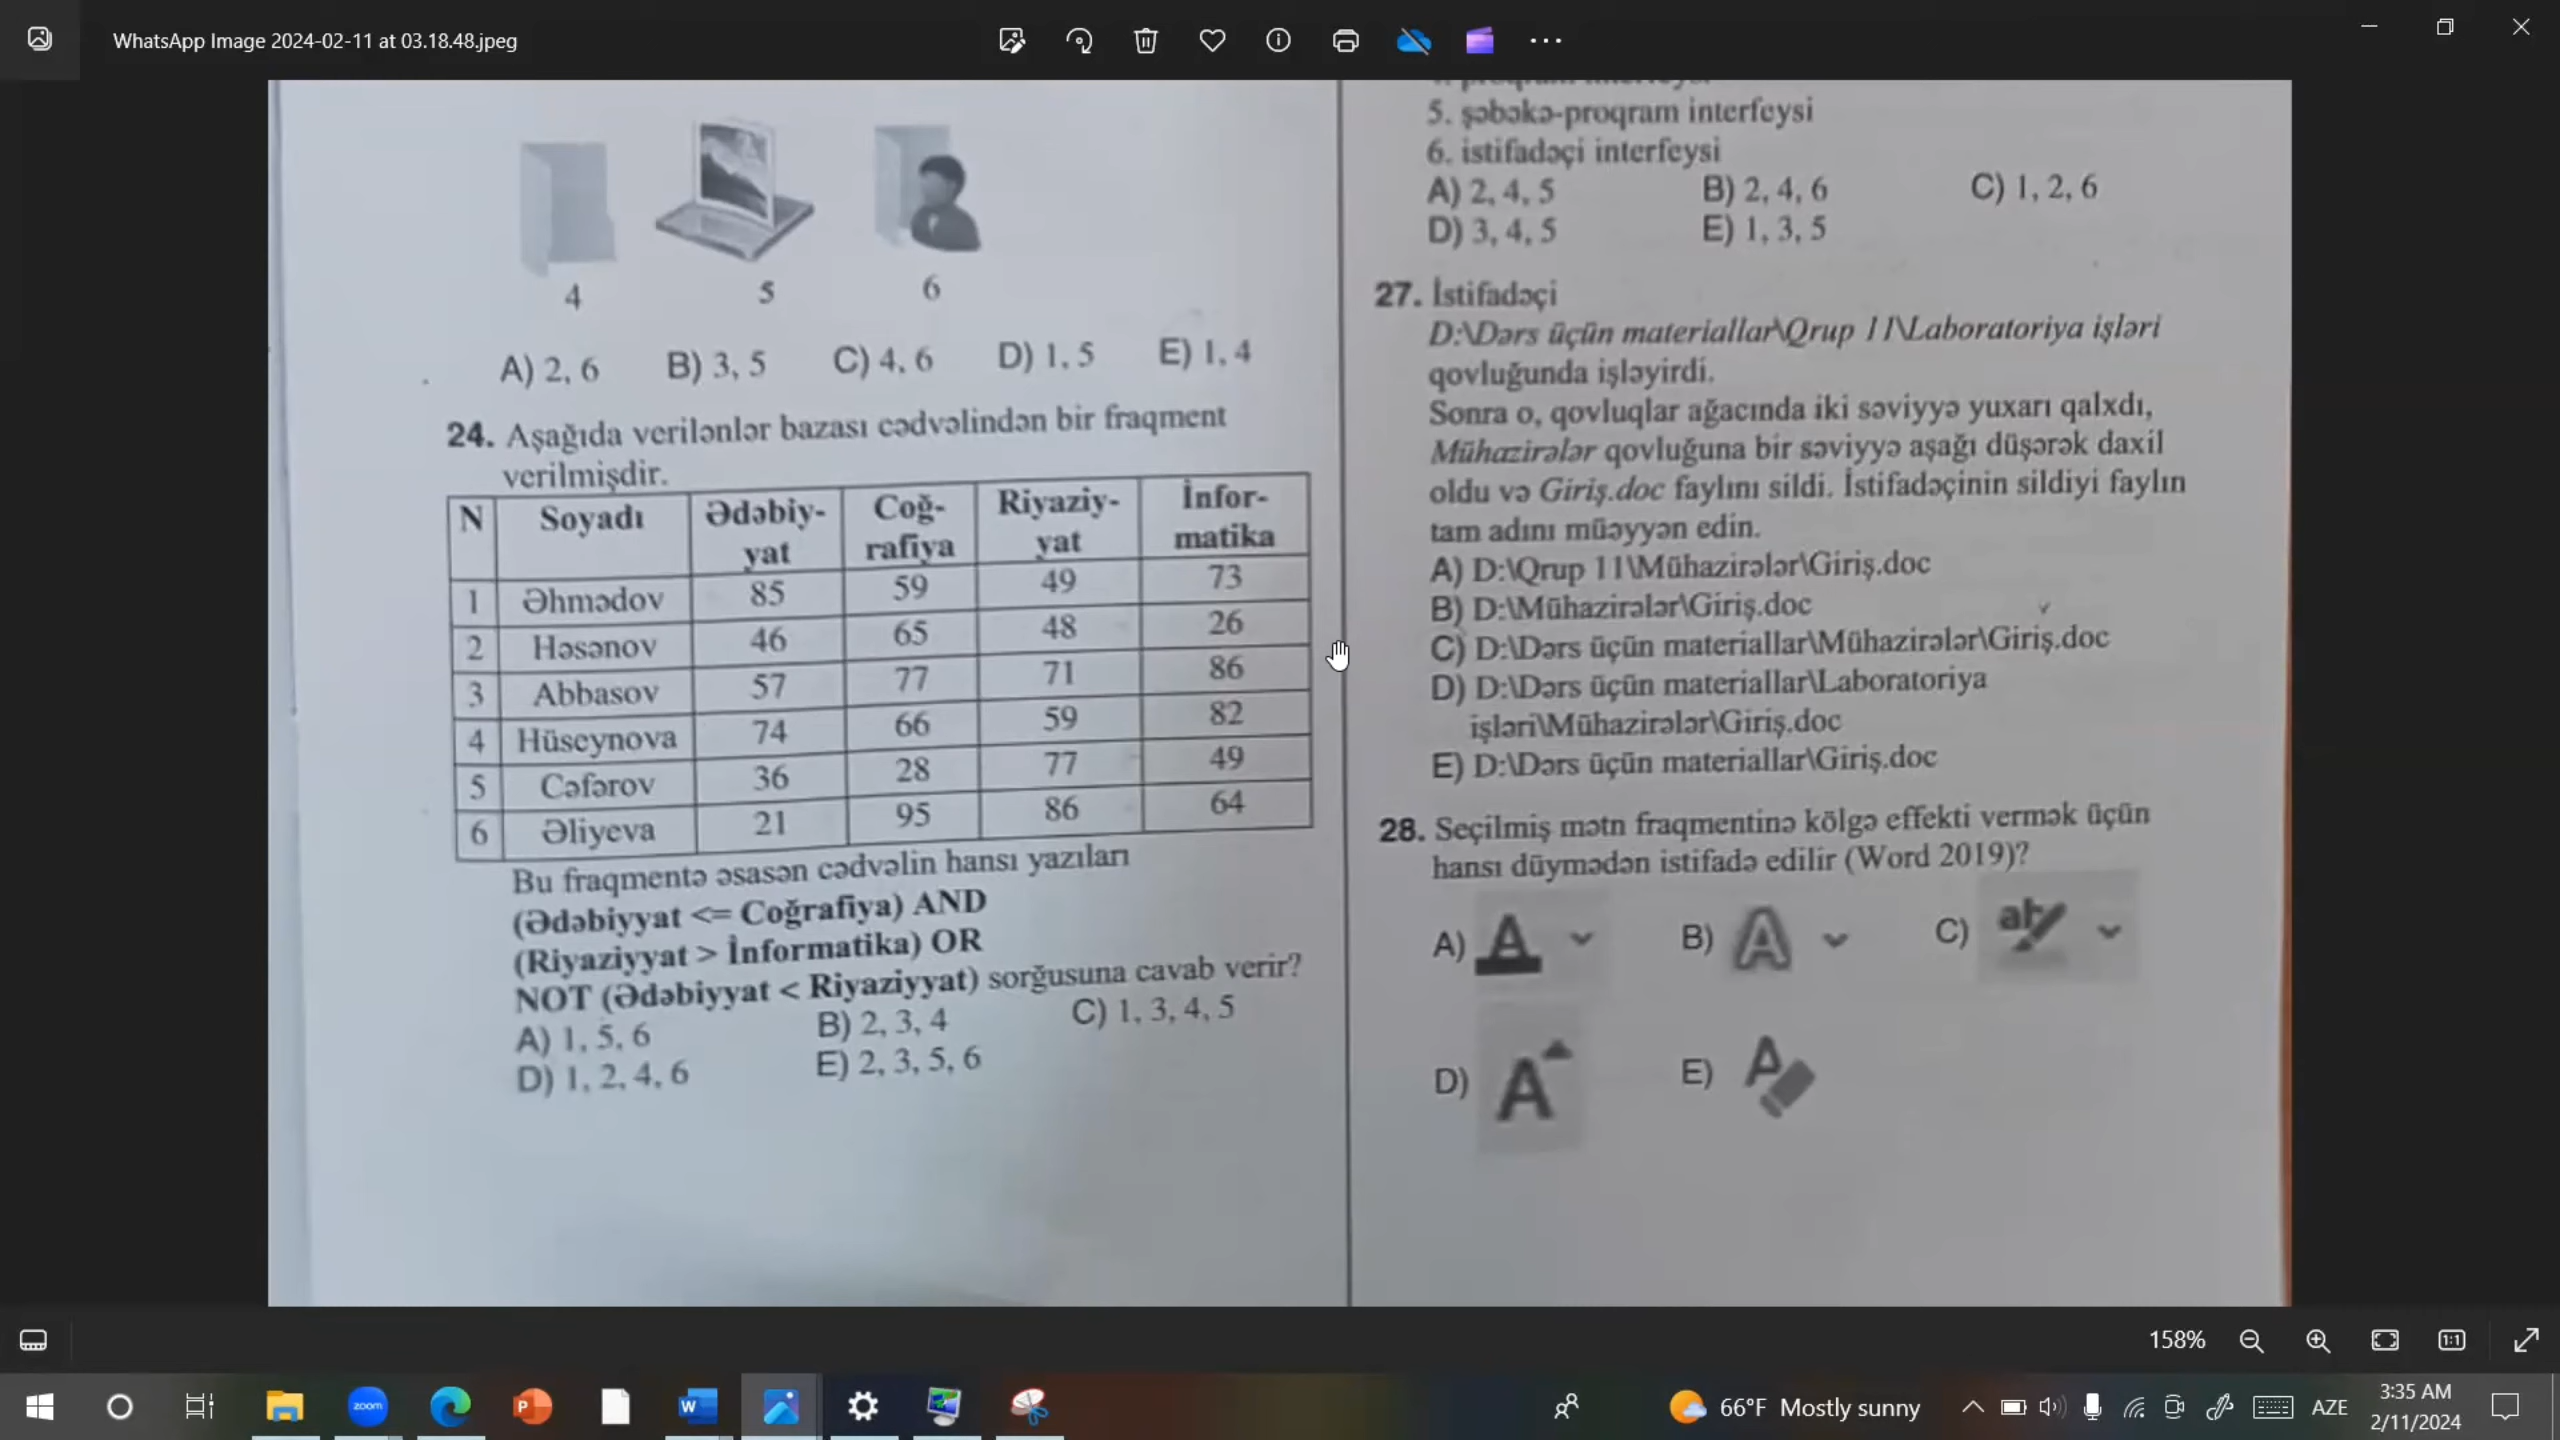 WhatsApp Image 2024-02-11 at 03.18.48.jpeg
4
5
6
A) 2, 6 B) 3, 5 C) 4, 6 D) 1, 5 E) 1, 4
24. Aşağıda verilənlər bazası cədvəlindən bir fraqment
verilmişdir.
N Soyadı Ədəbiy-yat Coğ-rafiya Riyaziy-yat İnfor-matika
1 Əhmədov 85 59 49 73
2 Həsənov 46 65 48 26
3 Abbasov 57 77 71 86
4 Hüseynova 74 66 59 82
5 Cəfərov 36 28 77 49
6 Əliyeva 21 95 86 64
Bu fraqmentə əsasən cədvəlin hansı yazıları
(Ədəbiyyat <= Coğrafiya) AND
(Riyaziyyat > İnformatika) OR
NOT (Ədəbiyyat < Riyaziyyat) sorğusuna cavab verir?
A) 1, 5, 6 B) 2, 3, 4 C) 1, 3, 4, 5
D) 1, 2, 4, 6 E) 2, 3, 5, 6
5. şəbəkə-proqram interfeysi
6. istifadəçi interfeysi
A) 2, 4, 5 B) 2, 4, 6 C) 1, 2, 6
D) 3, 4, 5 E) 1, 3, 5
27. İstifadəçi
D:\Dərs üçün materiallar\Qrup 11\Laboratoriya işləri
qovluğunda işləyirdi.
Sonra o, qovluqlar ağacında iki səviyyə yuxarı qalxdı,
Mühazirələr qovluğuna bir səviyyə aşağı düşərək daxil
oldu və Giriş.doc faylını sildi. İstifadəçinin sildiyi faylın
tam adını müəyyən edin.
A) D:\Qrup 11\Mühazirələr\Giriş.doc
B) D:\Mühazirələr\Giriş.doc
C) D:\Dərs üçün materiallar\Mühazirələr\Giriş.doc
D) D:\Dərs üçün materiallar\Laboratoriya
işləri\Mühazirələr\Giriş.doc
E) D:\Dərs üçün materiallar\Giriş.doc
28. Seçilmiş mətn fraqmentinə kölgə effekti vermək üçün
hansı düymədən istifadə edilir (Word 2019)?
A) A B) A C) ab
D) A E) A
158%
1:1
zoom
66°F Mostly sunny
AZE
3:35 AM
2/11/2024